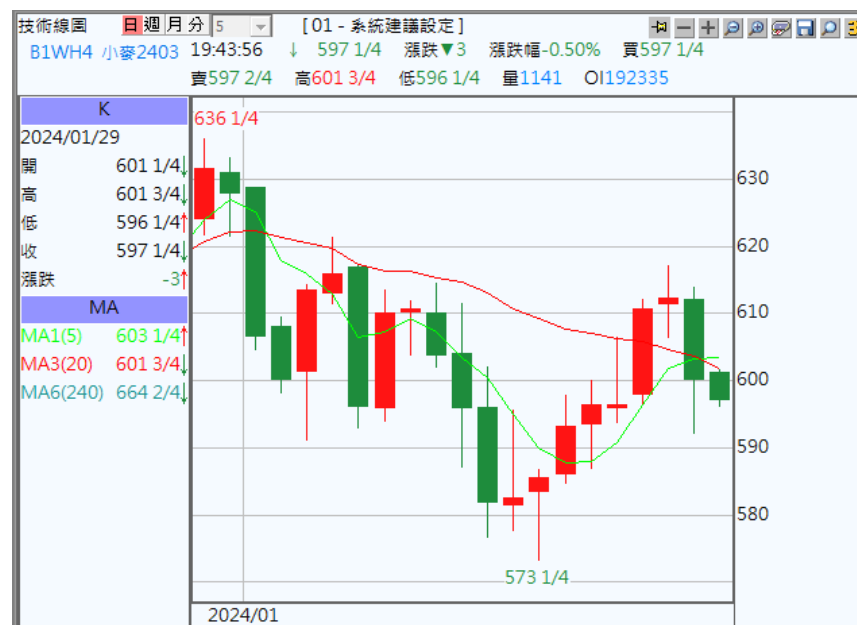 技術線圖 日 週 月 分 5 [01 - 系統建議設定]
B1WH4 小麥2403 19:43:56 ↓ 597 1/4 漲跌▼3 漲跌幅-0.50% 買597 1/4
賣597 2/4 高601 3/4 低596 1/4 量1141 OI192335
K
2024/01/29
開 601 1/4↓
高 601 3/4↓
低 596 1/4↑
收 597 1/4↓
漲跌 -3↑
MA
MA1(5) 603 1/4↑
MA3(20) 601 3/4↓
MA6(240) 664 2/4↓
636 1/4
630
620
610
600
590
580
573 1/4
2024/01